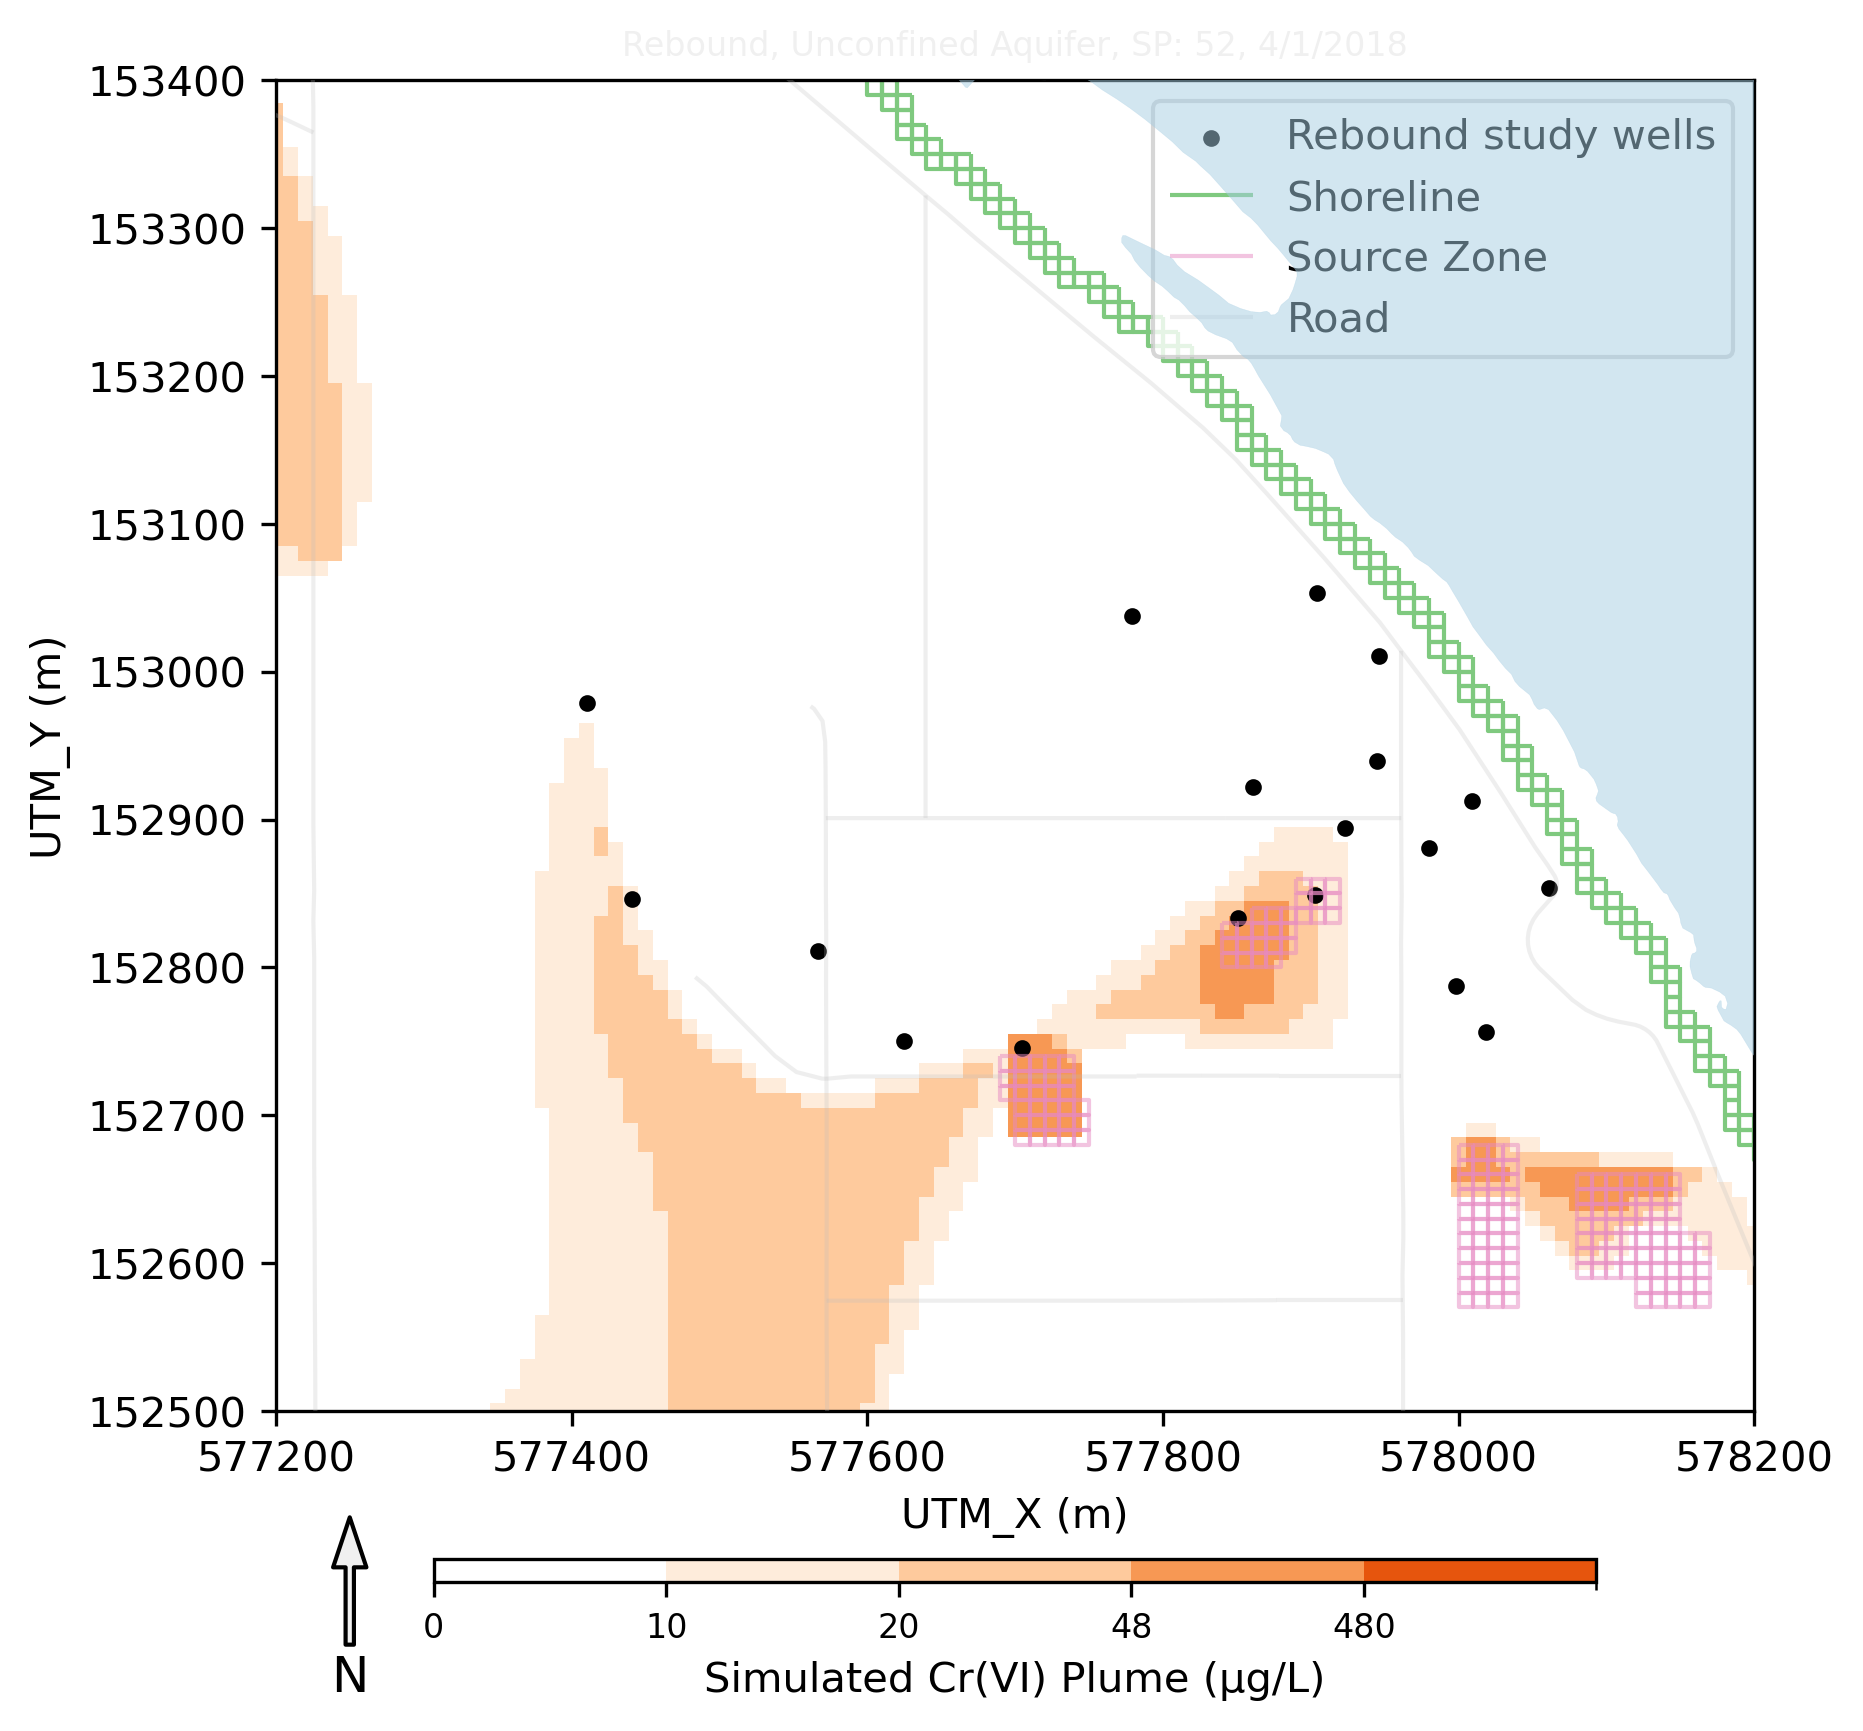 Rebound, Unconfined Aquifer, SP: 52, 4/1/2018
153400
153300
153200
153100
153000
152900
152800
152700
152600
152500
UTM_Y (m)
Rebound study wells
Shoreline
Source Zone
Road
577200 577400 577600 577800 578000 578200
UTM_X (m)
0 10 20 48 480
Simulated Cr(VI) Plume (μg/L)
N